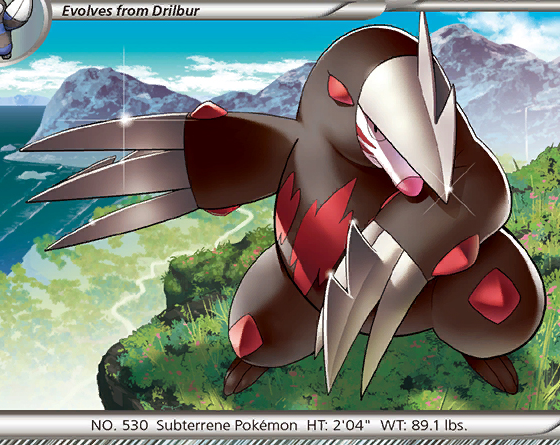 Evolves from Drilbur
NO. 530 Subterrene Pokémon HT: 2'04" WT: 89.1 lbs.